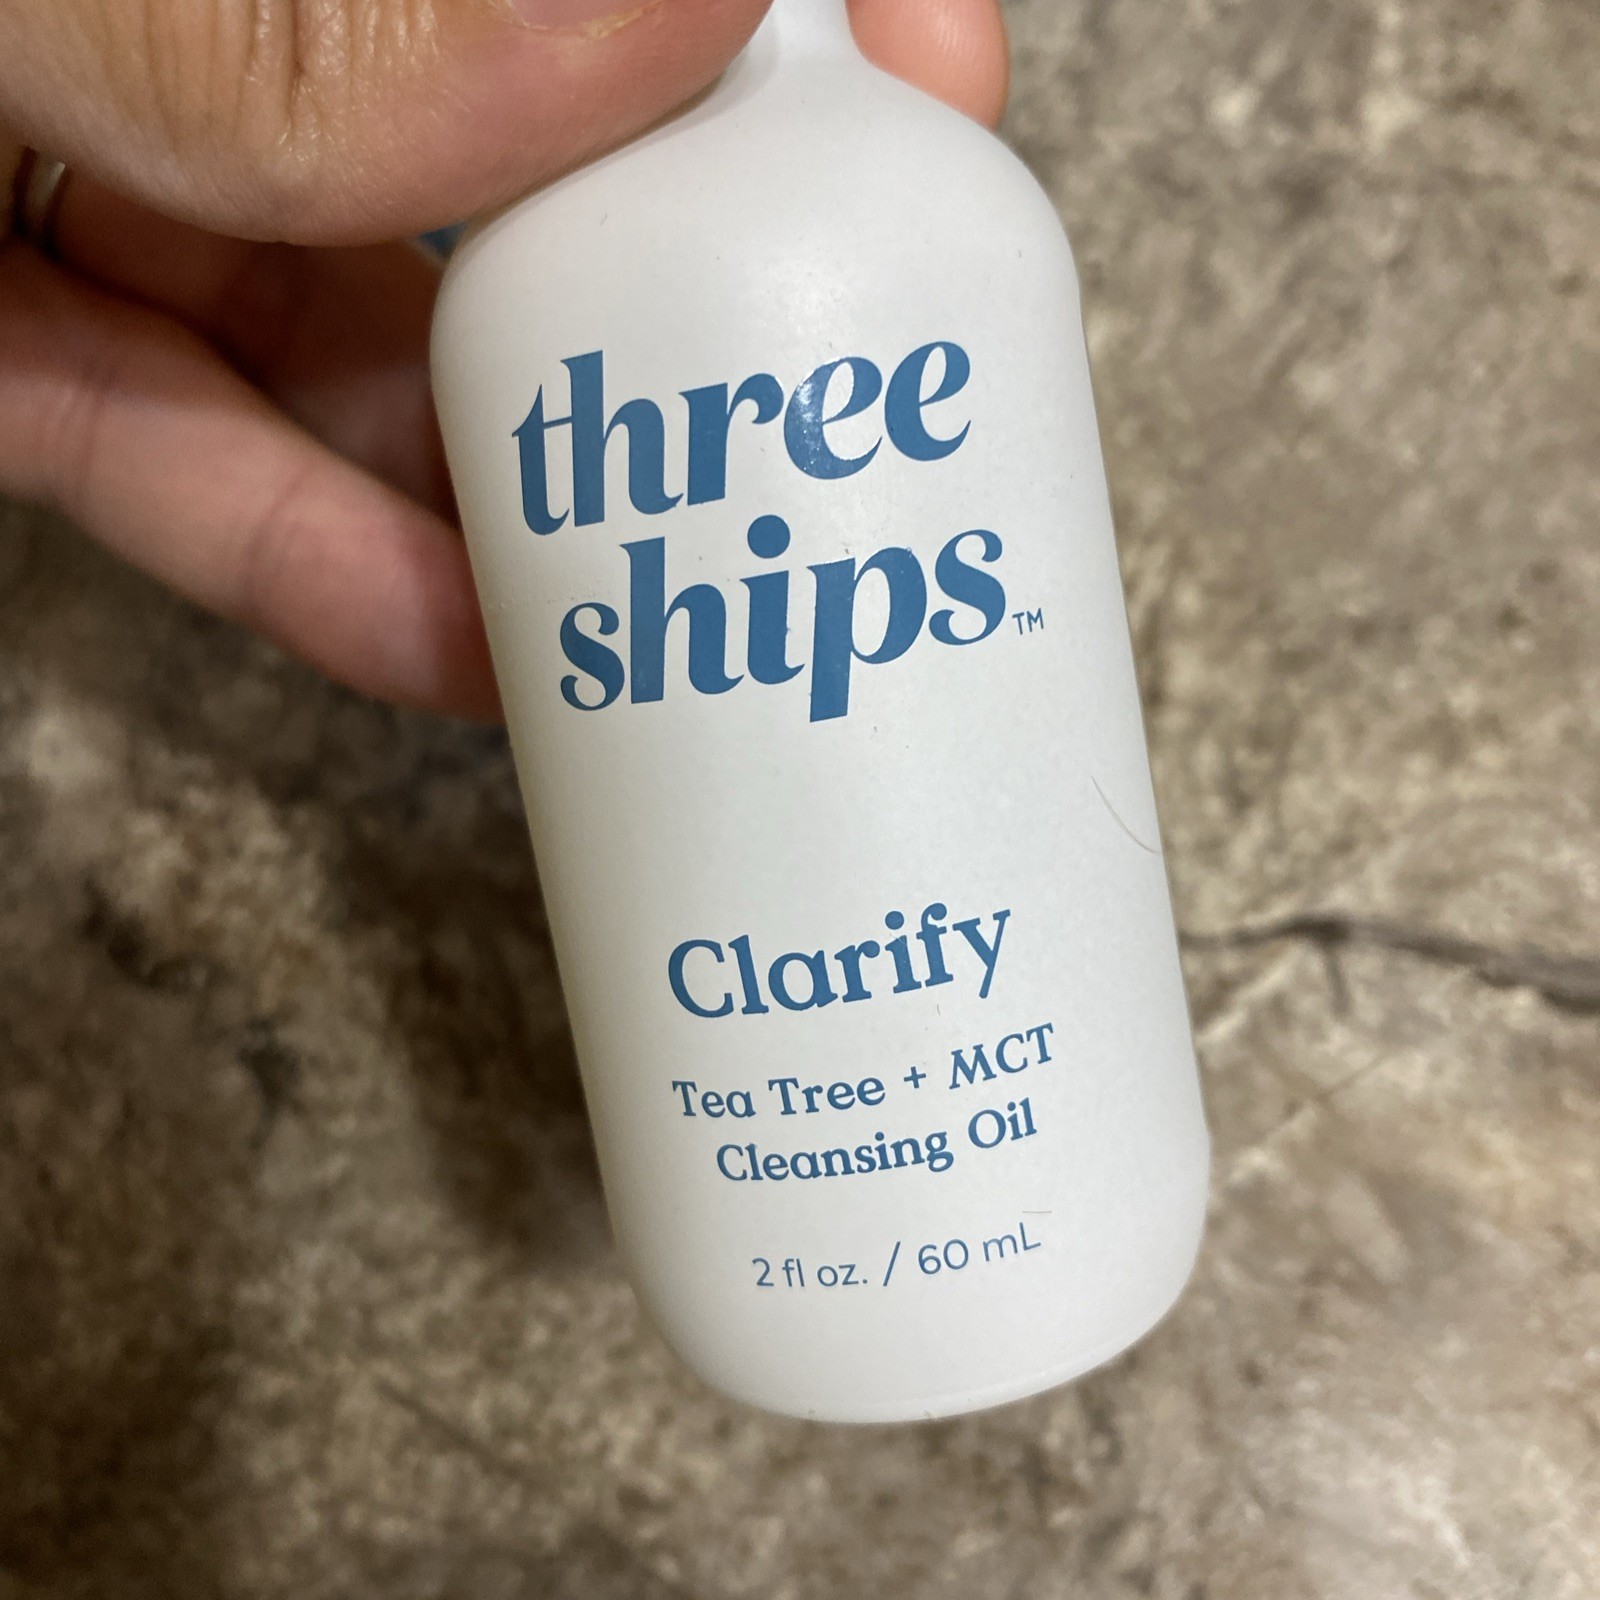 three
ships™
Clarify
Tea Tree + MCT
Cleansing Oil
2 fl oz. / 60 mL